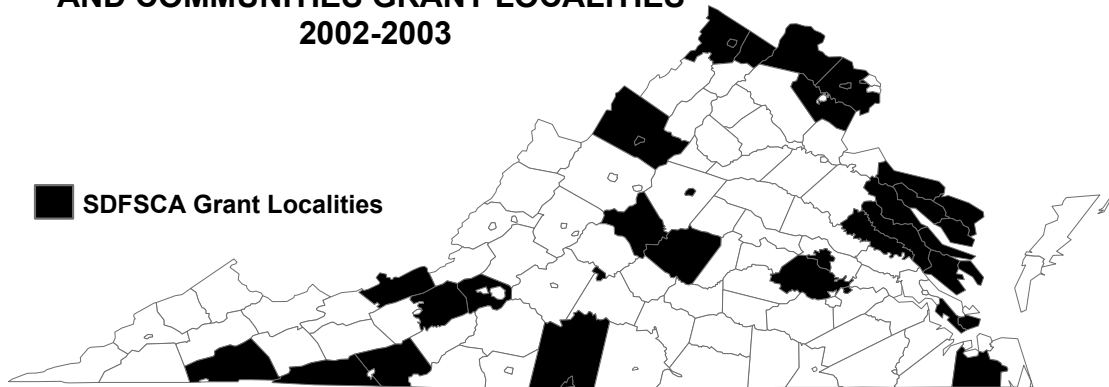 AND COMMUNITIES GRANT LOCALITIES
2002-2003
SDFSCA Grant Localities